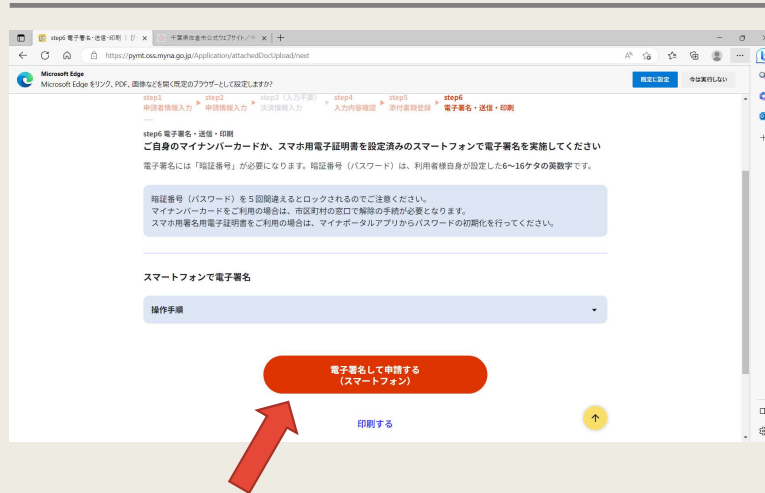 step6 電子署名・送信・印刷 | ぴ
千葉県佐倉市公式ウェブサイト／千
https://pymt.oss.myna.go.jp/Application/attachedDocUpload/next
Microsoft Edge
Microsoft Edge をリンク、PDF、画像などを開く既定のブラウザーとして設定しますか?
既定に設定 今は実行しない
step1 step2 step3（入力不要） step4 step5 step6
申請者情報入力 申請情報入力 決済情報入力 入力内容確認 添付書類登録 電子署名・送信・印刷
step6 電子署名・送信・印刷
ご自身のマイナンバーカードか、スマホ用電子証明書を設定済みのスマートフォンで電子署名を実施してください
電子署名には「暗証番号」が必要になります。暗証番号（パスワード）は、利用者様自身が設定した6〜16ケタの英数字です。
暗証番号（パスワード）を５回間違えるとロックされるのでご注意ください。
マイナンバーカードをご利用の場合は、市区町村の窓口で解除の手続が必要となります。
スマホ用署名用電子証明書をご利用の場合は、マイナポータルアプリからパスワードの初期化を行ってください。
スマートフォンで電子署名
操作手順
電子署名して申請する
（スマートフォン）
印刷する